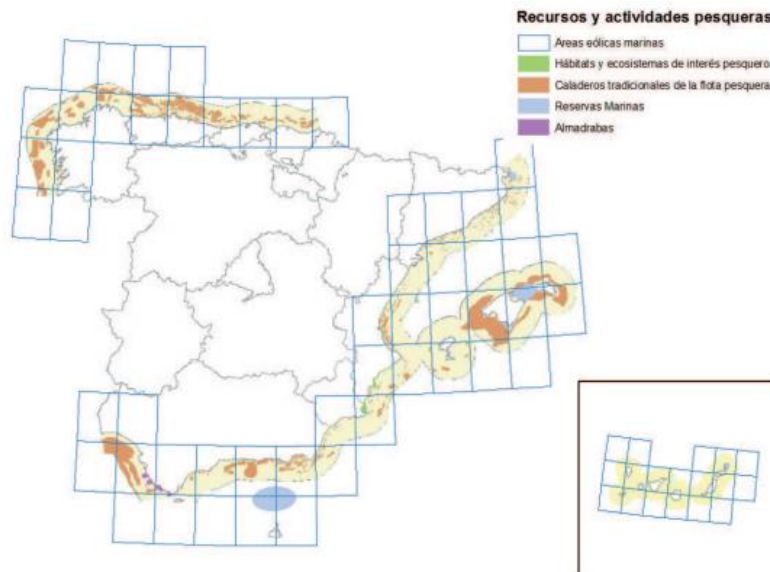 Recursos y actividades pesqueras
Areas eólicas marinas
Hábitats y ecosistemas de interés pesquero
Caladeros tradicionales de la flota pesquera
Reservas Marinas
Almadrabas